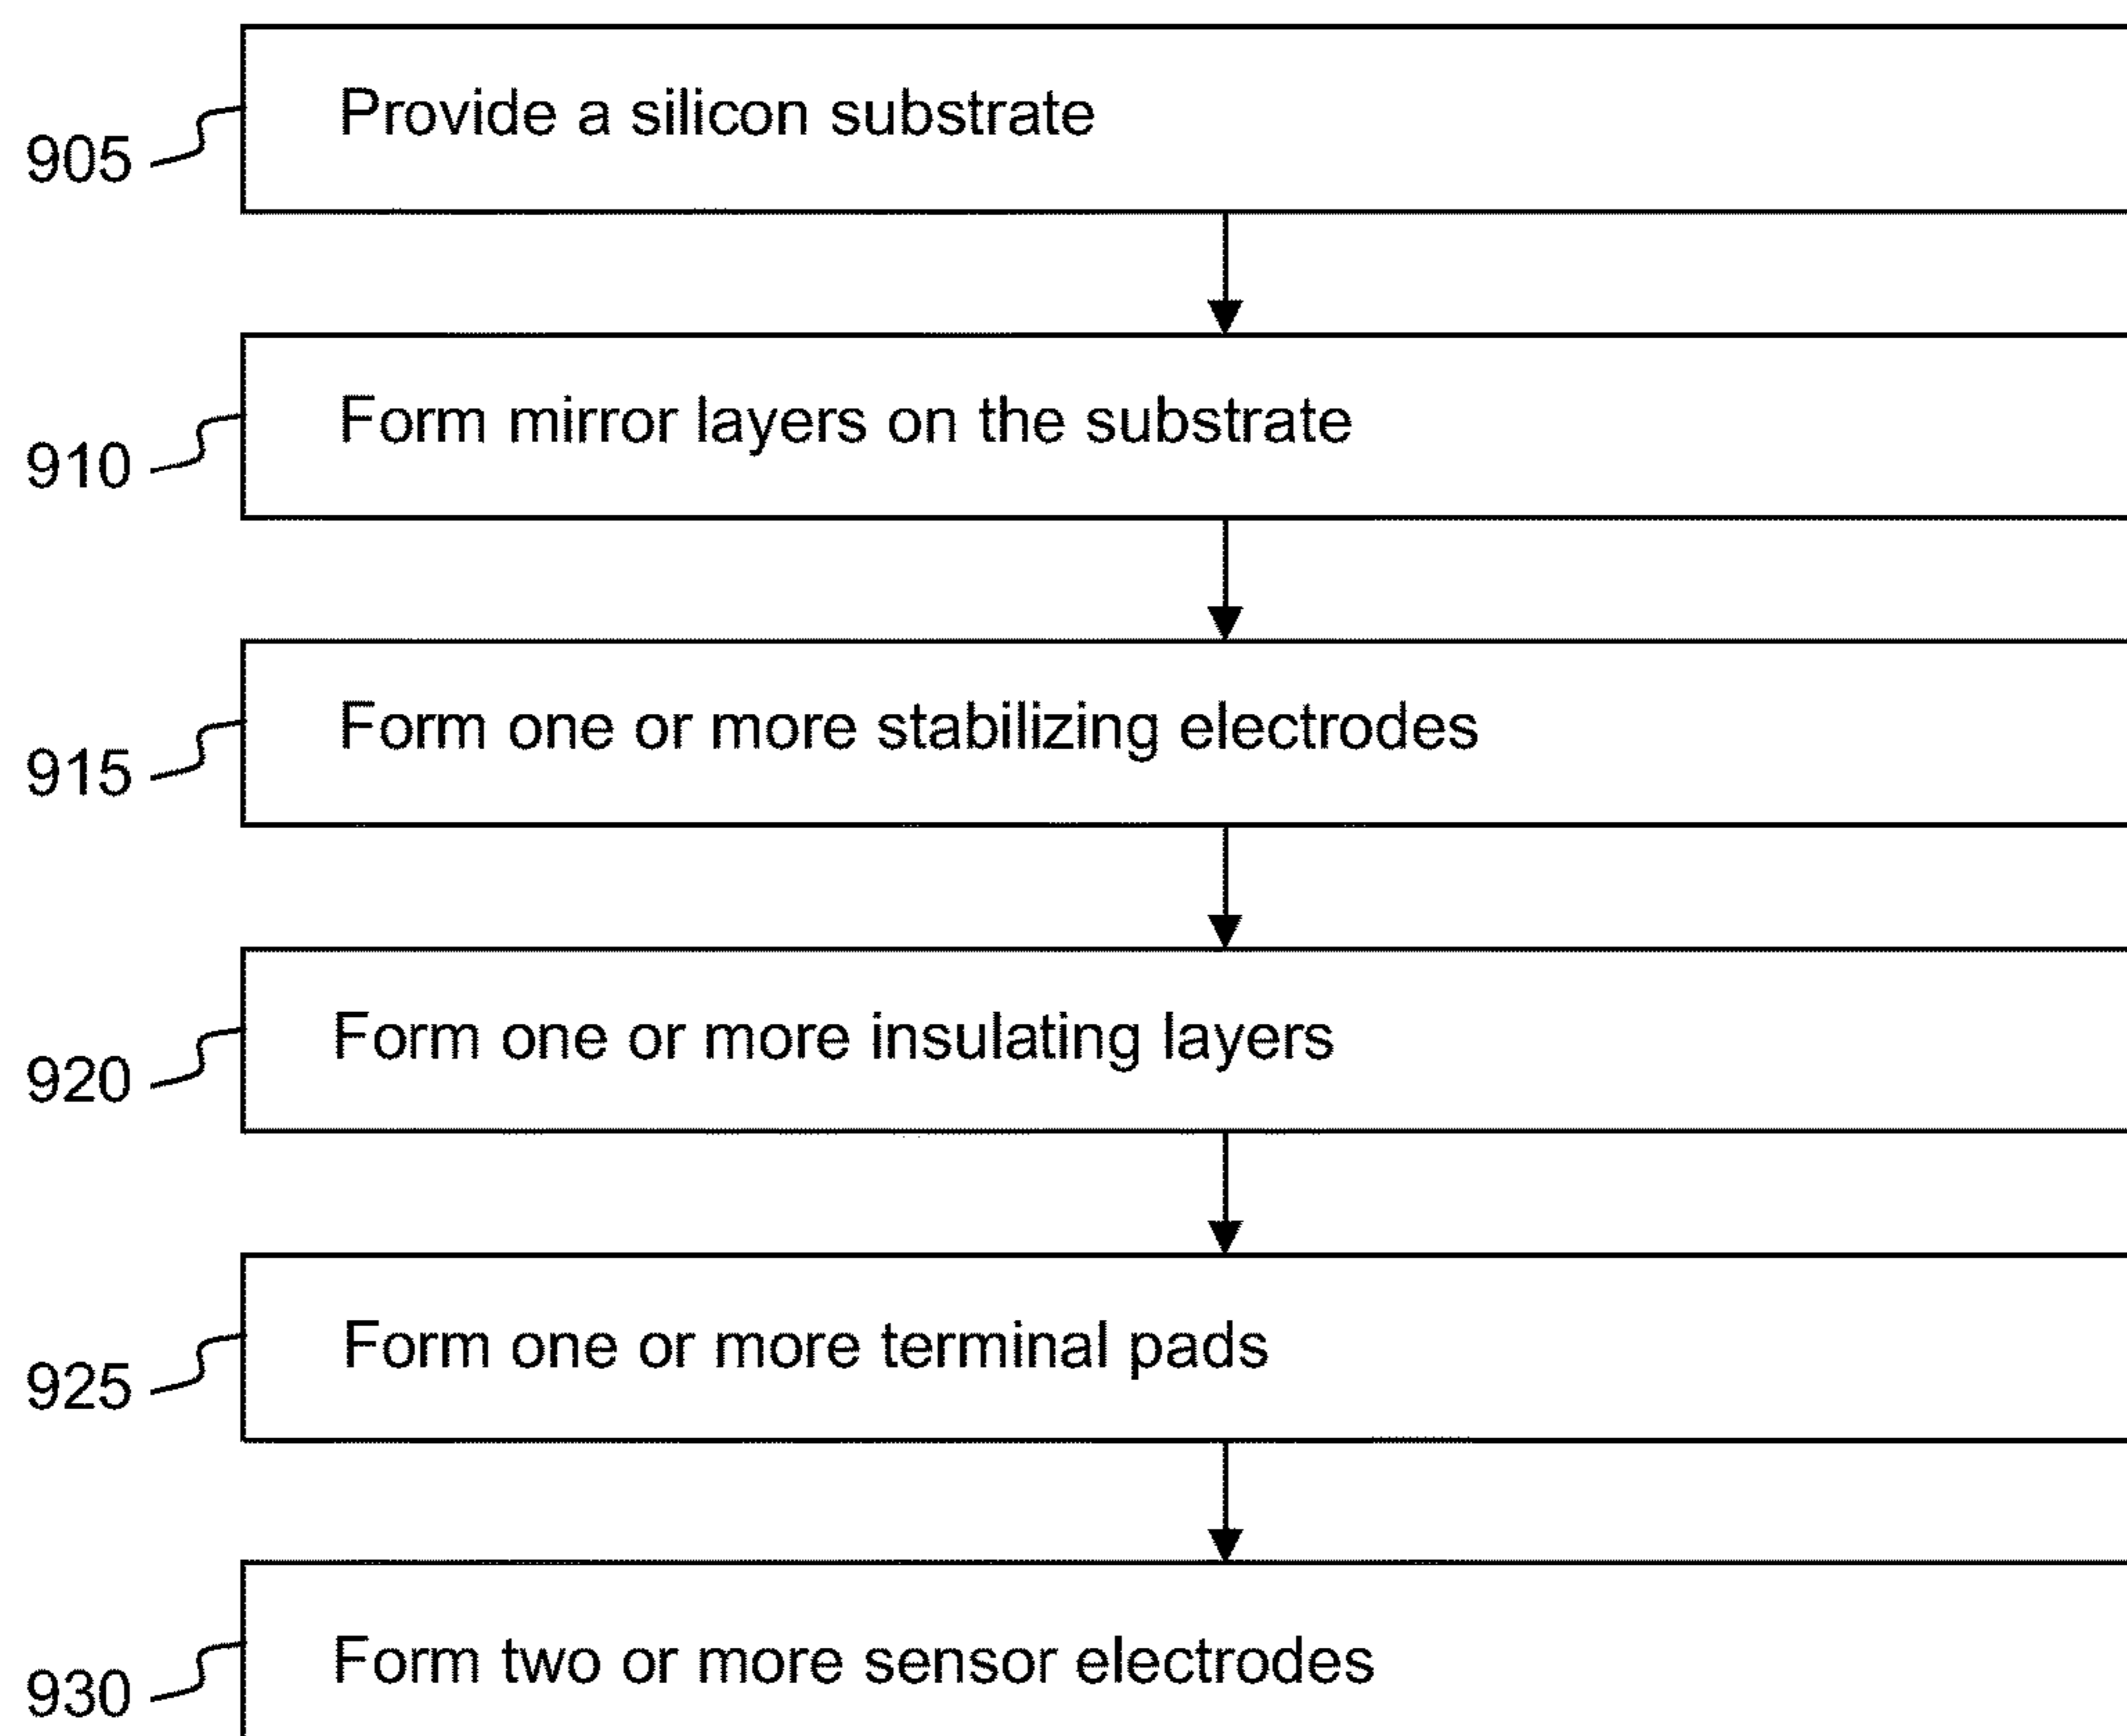 Provide a silicon substrate
905
Form mirror layers on the substrate
910
Form one or more stabilizing electrodes
915
Form one or more insulating layers
920
Form one or more terminal pads
925
Form two or more sensor electrodes
930